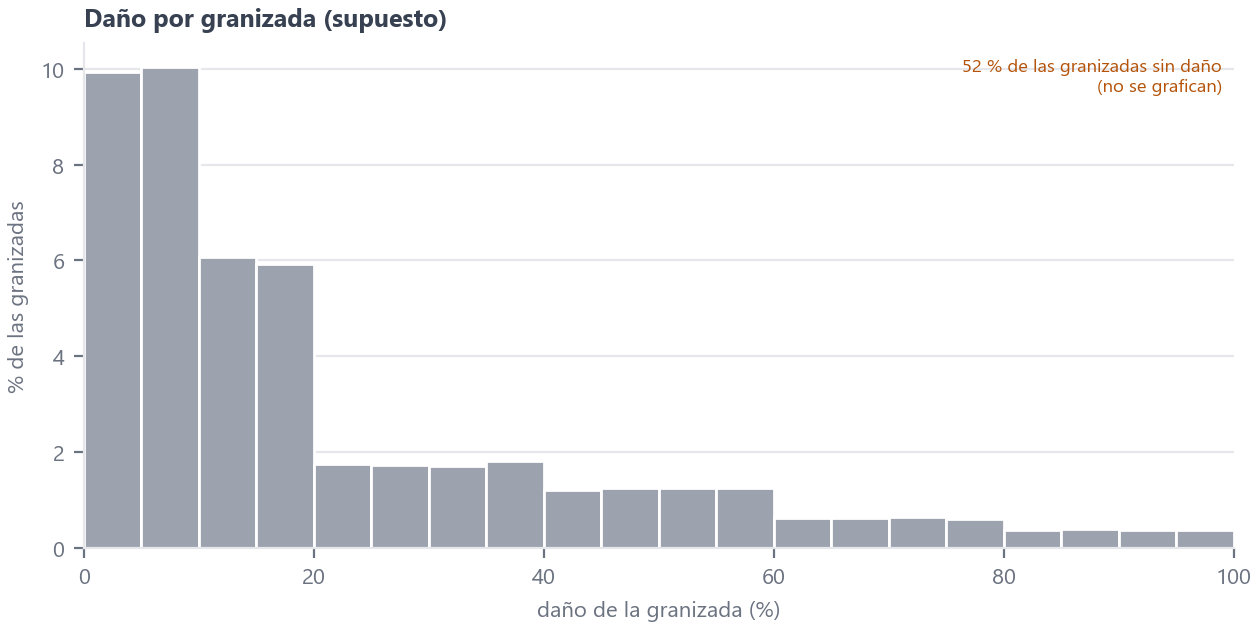 Daño por granizada (supuesto)
52 % de las granizadas sin daño
(no se grafican)
% de las granizadas
10
8
6
4
2
0
0 20 40 60 80 100
daño de la granizada (%)